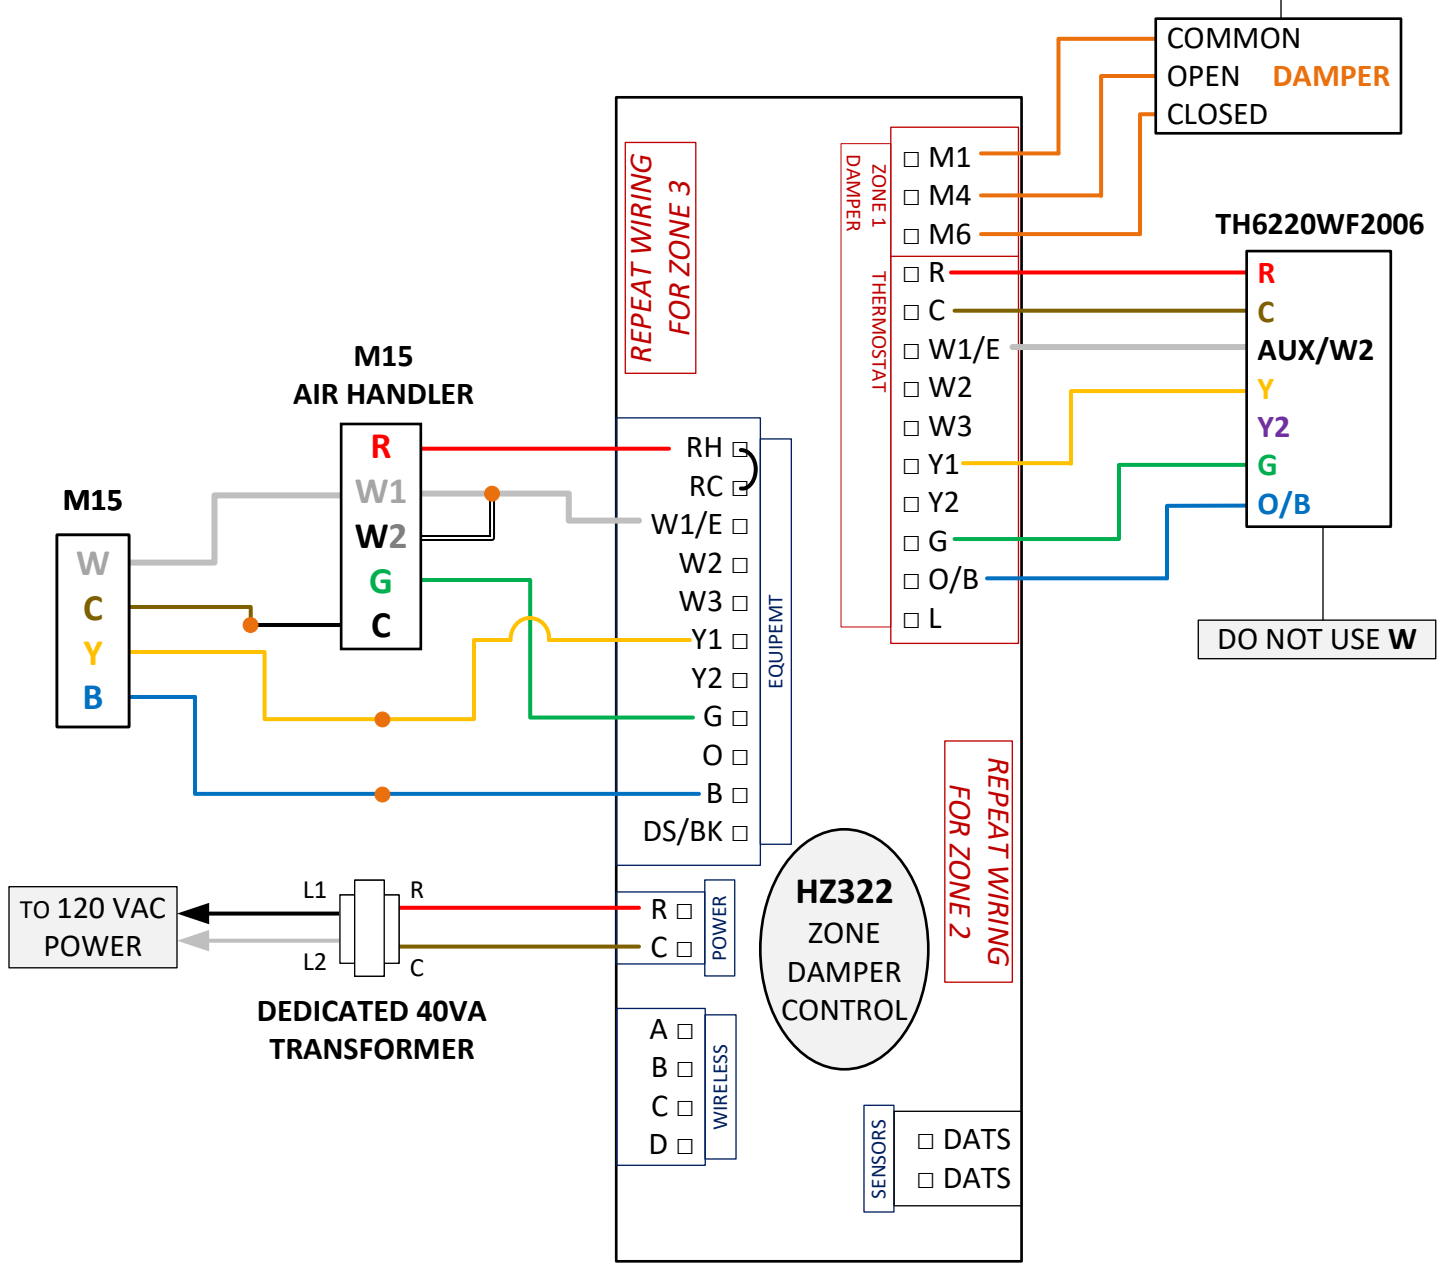 COMMON
OPEN DAMPER
CLOSED
REPEAT WIRING
FOR ZONE 3
ZONE 1
DAMPER
M1
M4
M6
THERMOSTAT
R
C
W1/E
W2
W3
Y1
Y2
G
O/B
L
TH6220WF2006
R
C
AUX/W2
Y
Y2
G
O/B
DO NOT USE W
M15
AIR HANDLER
R
W1
W2
G
C
M15
W
C
Y
B
RH
RC
W1/E
W2
W3
Y1
Y2
G
O
B
DS/BK
EQUIPEMT
REPEAT WIRING
FOR ZONE 2
HZ322
ZONE
DAMPER
CONTROL
TO 120 VAC
POWER
L1
L2
R
C
DEDICATED 40VA
TRANSFORMER
R
C
POWER
A
B
C
D
WIRELESS
SENSORS
DATS
DATS